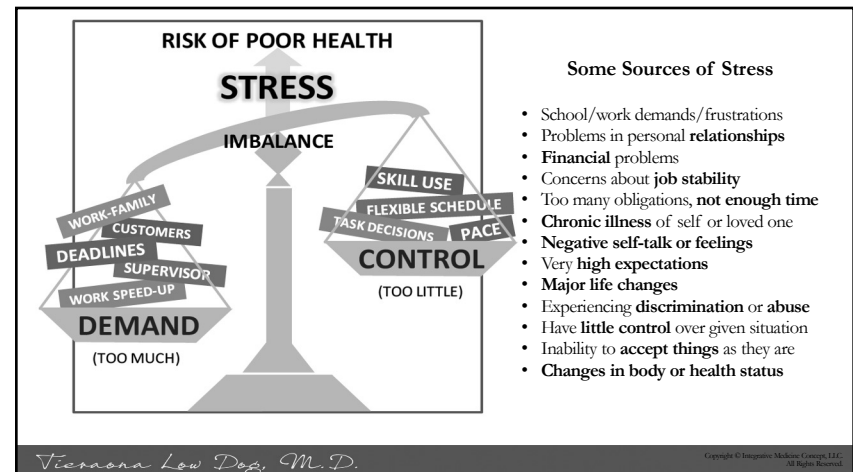 RISK OF POOR HEALTH
STRESS
IMBALANCE
WORK-FAMILY
CUSTOMERS
DEADLINES
SUPERVISOR
WORK SPEED-UP
DEMAND
(TOO MUCH)
SKILL USE
FLEXIBLE SCHEDULE
TASK DECISIONS
PACE
CONTROL
(TOO LITTLE)
Some Sources of Stress
• School/work demands/frustrations
• Problems in personal relationships
• Financial problems
• Concerns about job stability
• Too many obligations, not enough time
• Chronic illness of self or loved one
• Negative self-talk or feelings
• Very high expectations
• Major life changes
• Experiencing discrimination or abuse
• Have little control over given situation
• Inability to accept things as they are
• Changes in body or health status
Tieraona Low Dog, M.D.
Copyright © Integrative Medicine Concept, LLC.
All Rights Reserved.